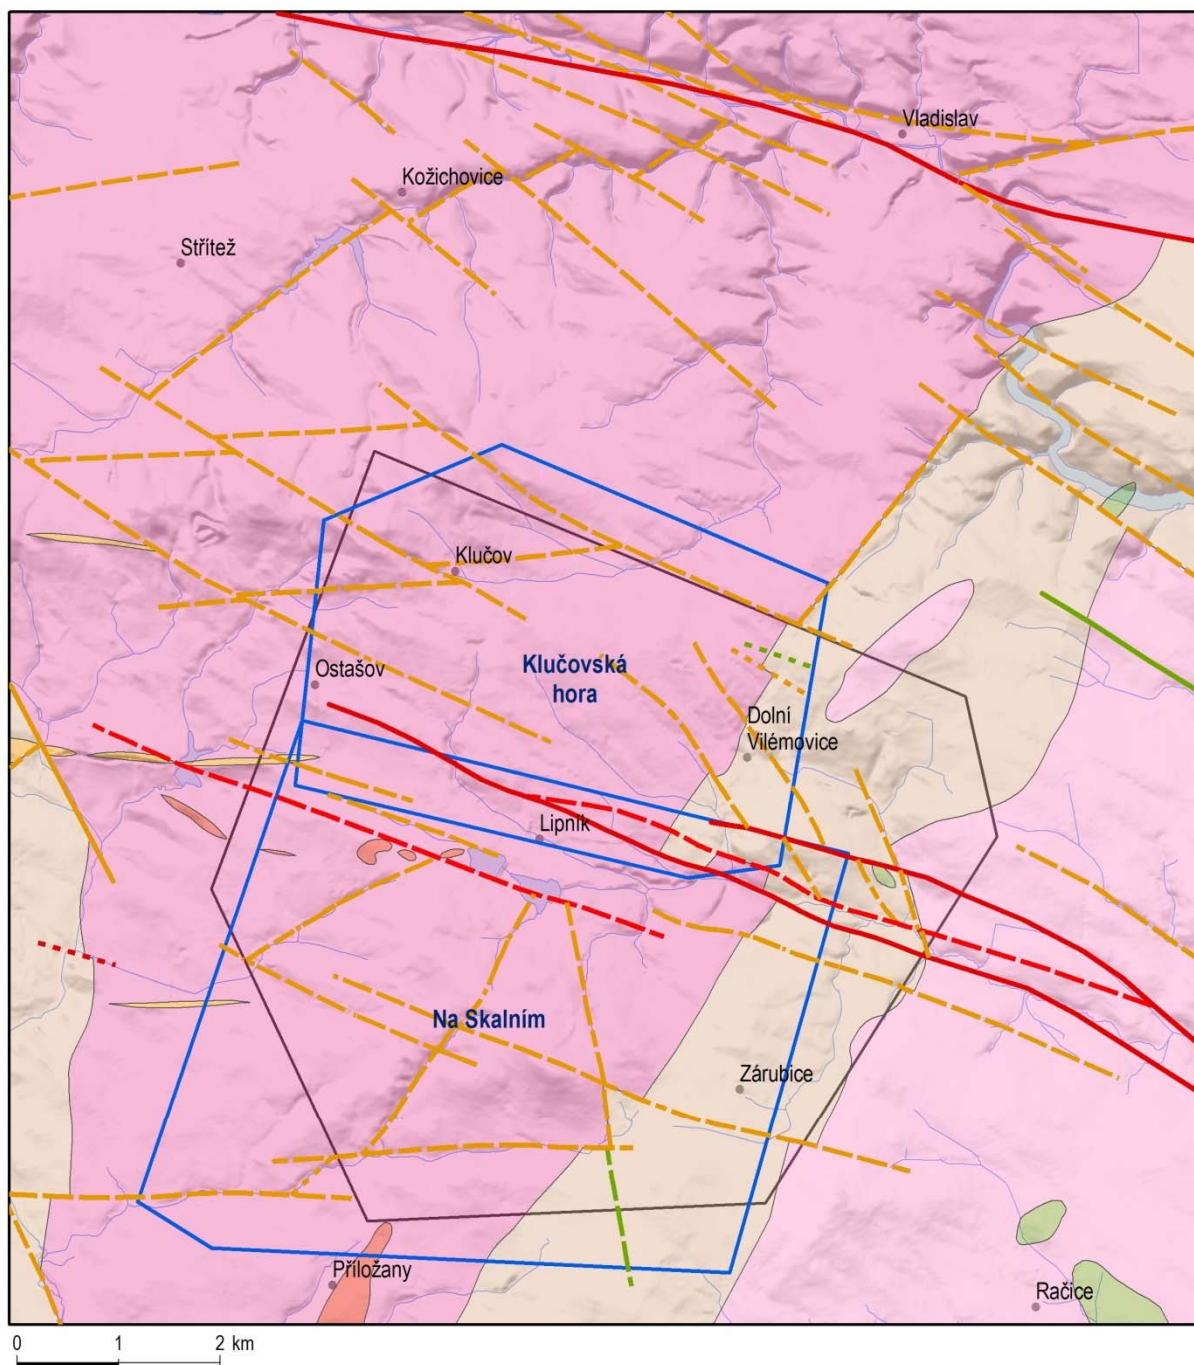 Vladislav
Kožichovice
Střítež
Klučov
Klučovská
hora
Ostašov
Dolní
Vilémovice
Lipník
Na Skalním
Zárubice
Příložany
Račice
0 1 2 km